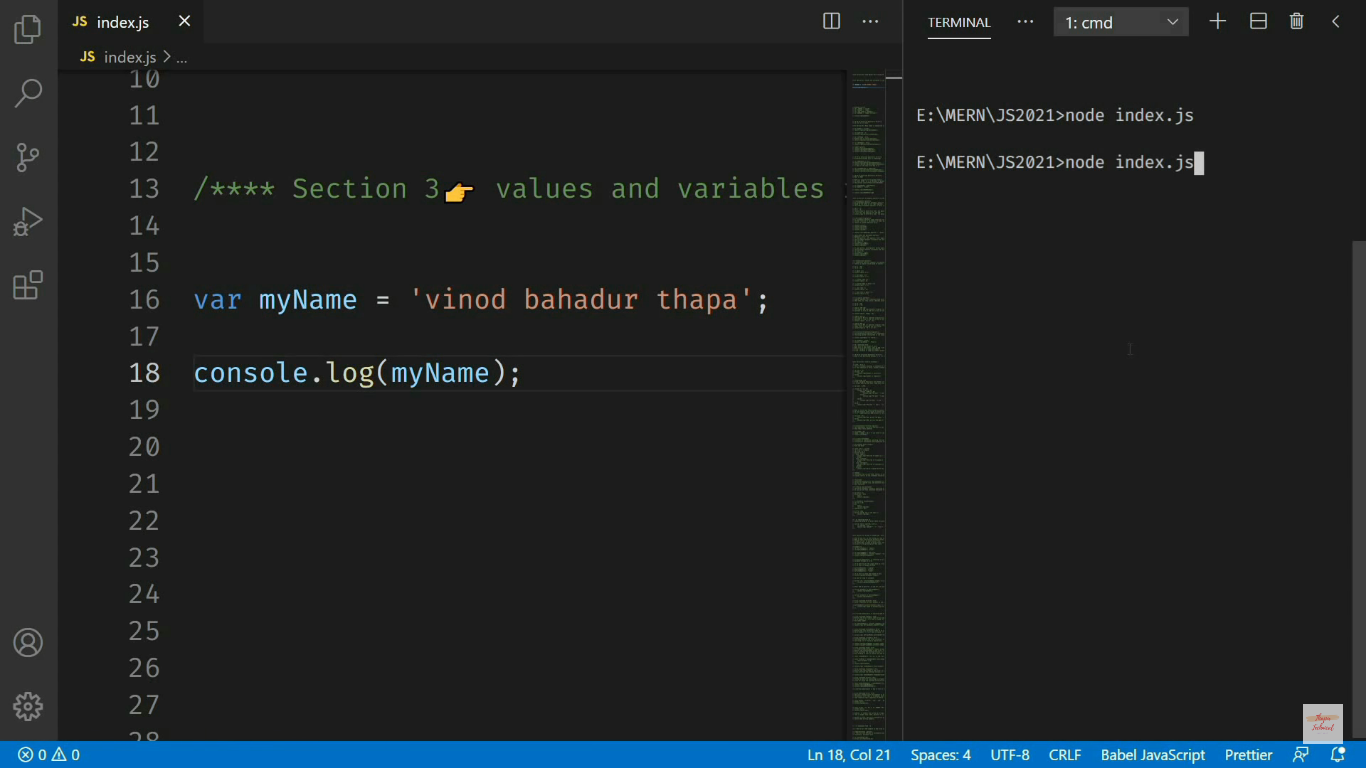 JS index.js
TERMINAL
1: cmd
JS index.js > ...
10
11
12
13 /**** Section 3👉 values and variables
14
15
16 var myName = 'vinod bahadur thapa';
17
18 console.log(myName);
19
20
21
22
23
24
25
26
27
28
E:\MERN\JS2021>node index.js
E:\MERN\JS2021>node index.js
0 0
Ln 18, Col 21
Spaces: 4
UTF-8
CRLF
Babel JavaScript
Prettier